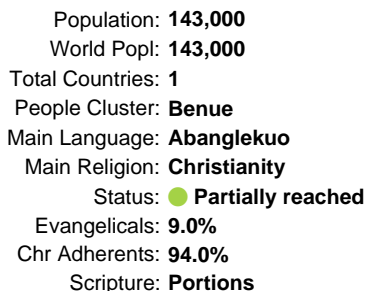 Population: 143,000
World Popl: 143,000
Total Countries: 1
People Cluster: Benue
Main Language: Abanglekuo
Main Religion: Christianity
Status: Partially reached
Evangelicals: 9.0%
Chr Adherents: 94.0%
Scripture: Portions